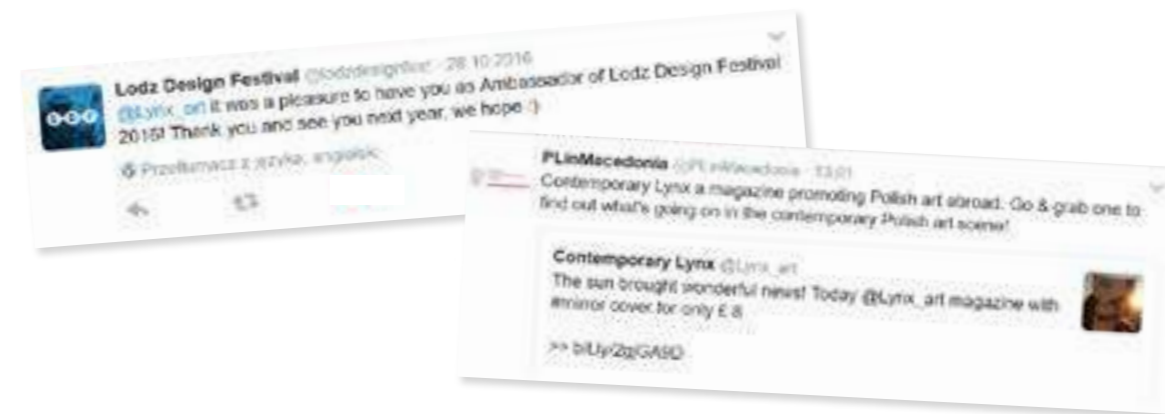 Lodz Design Festival @lodzdesignfest · 28.10.2016
@Lynx_art it was a pleasure to have you as Ambassador of Lodz Design Festival
2016! Thank you and see you next year, we hope :)
Przetłumacz z języka: angielski
PLinMacedonia @PLinMacedonia · 13:01
Contemporary Lynx a magazine promoting Polish art abroad. Go & grab one to
find out what's going on in the contemporary Polish art scene!
Contemporary Lynx @Lynx_art
The sun brought wonderful news! Today @Lynx_art magazine with
#mirror cover for only £ 8
>>